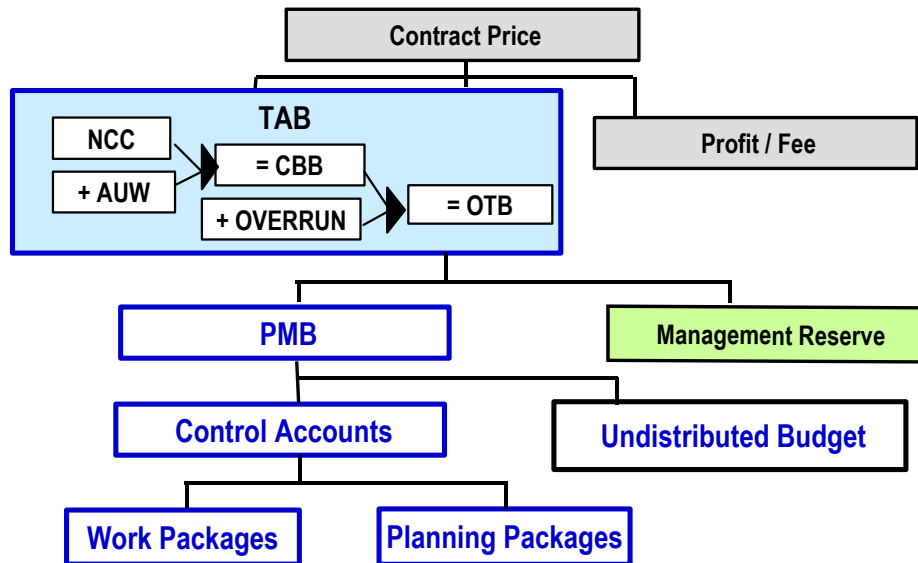 Contract Price
TAB
NCC
+ AUW
= CBB
+ OVERRUN
= OTB
Profit / Fee
PMB
Management Reserve
Control Accounts
Undistributed Budget
Work Packages
Planning Packages